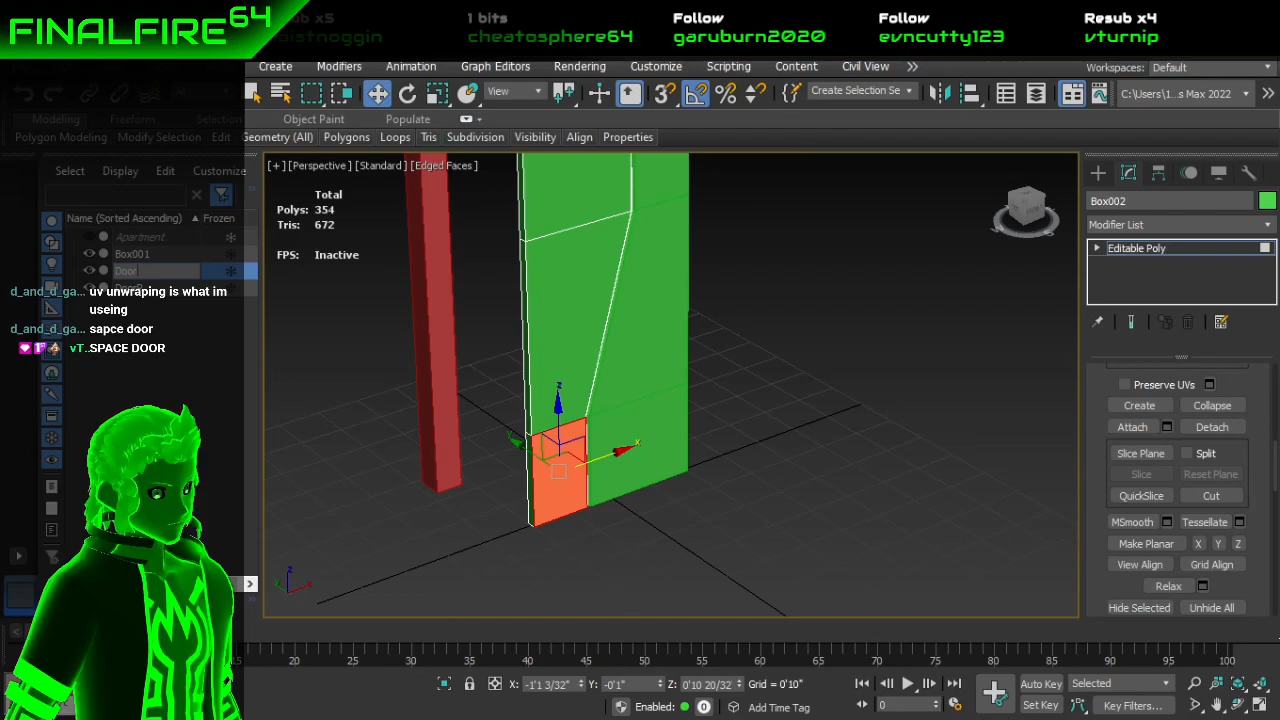 FINALFIRE64
Resub x5
1 bits
cheatosphere64
Follow
garuburn2020
Follow
evncutty123
Resub x4
vturnip
Create
Modifiers
Animation
Graph Editors
Rendering
Customize
Scripting
Content
Civil View
Workspaces: Default
View
Create Selection Se
C:\Users\1...s Max 2022
Modeling
Freeform
Selection
Object Paint
Populate
Polygon Modeling
Modify Selection
Edit
Geometry (All)
Polygons
Loops
Tris
Subdivision
Visibility
Align
Properties
Select
Display
Edit
Customize
Name (Sorted Ascending)
Frozen
Apartment
Box001
Door
d_and_d_ga... uv unwraping is what im
useing
d_and_d_ga... sapce door
vT.. SPACE DOOR
[+] [Perspective] [Standard] [Edged Faces]
Total
Polys: 354
Tris: 672
FPS: Inactive
Box002
Modifier List
Editable Poly
Preserve UVs
Create
Collapse
Attach
Detach
Slice Plane
Split
Slice
Reset Plane
QuickSlice
Cut
MSmooth
Tessellate
Make Planar
X
Y
Z
View Align
Grid Align
Relax
Hide Selected
Unhide All
15 20 25 30 35 40 45 50 55 60 65 70 75 80 85 90 95 100
X: -1'1 3/32"
Y: -0'1"
Z: 0'10 20/32"
Grid = 0'10"
Auto Key
Selected
Enabled:
0
Add Time Tag
0
Set Key
Key Filters...